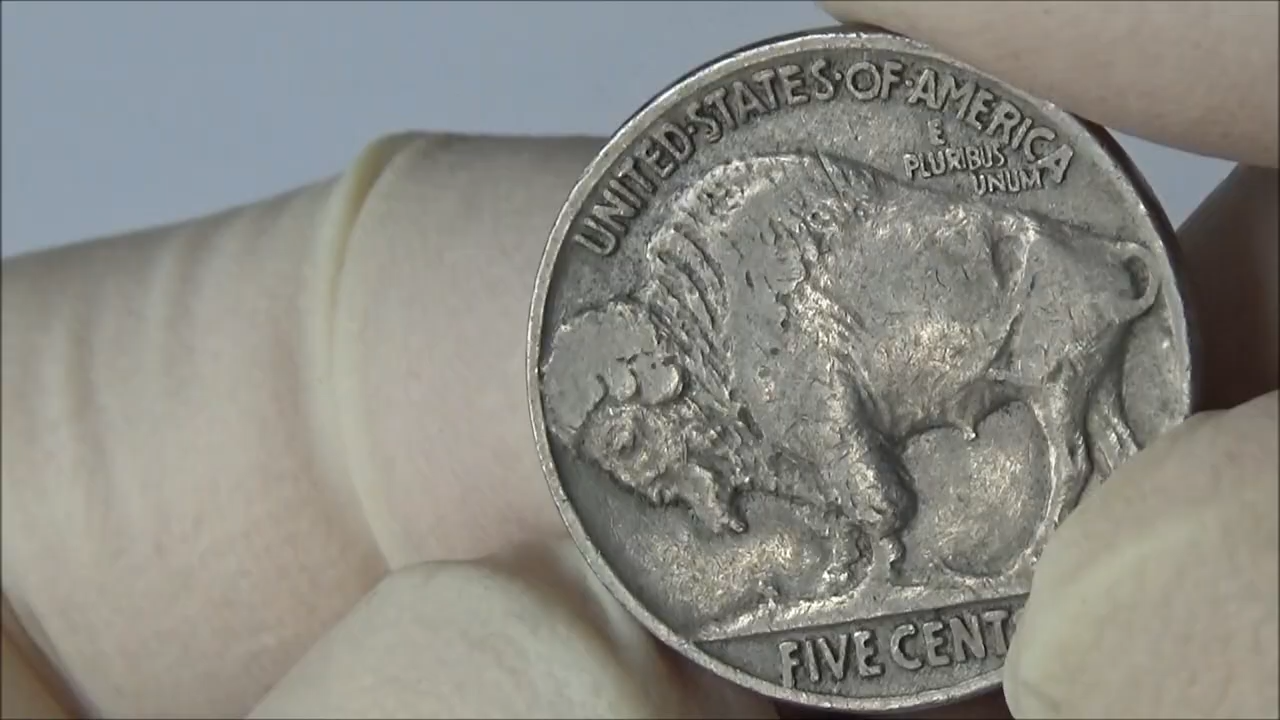 UNITED·STATES·OF·AMERICA
E
PLURIBUS
UNUM
FIVE CENT